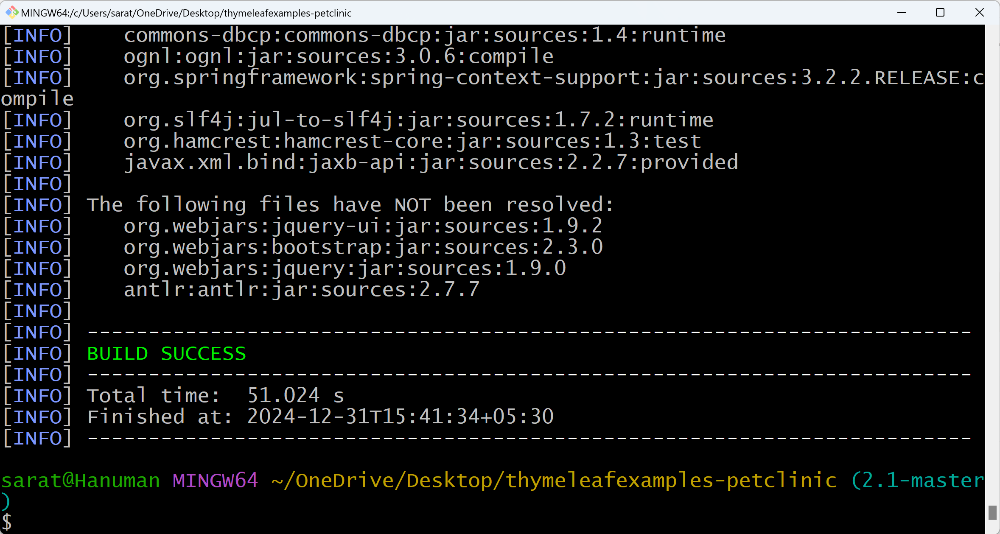 MINGW64:/c/Users/sarat/OneDrive/Desktop/thymeleafexamples-petclinic
[INFO]    commons-dbcp:commons-dbcp:jar:sources:1.4:runtime
[INFO]    ognl:ognl:jar:sources:3.0.6:compile
[INFO]    org.springframework:spring-context-support:jar:sources:3.2.2.RELEASE:c
ompile
[INFO]    org.slf4j:jul-to-slf4j:jar:sources:1.7.2:runtime
[INFO]    org.hamcrest:hamcrest-core:jar:sources:1.3:test
[INFO]    javax.xml.bind:jaxb-api:jar:sources:2.2.7:provided
[INFO]
[INFO] The following files have NOT been resolved:
[INFO]    org.webjars:jquery-ui:jar:sources:1.9.2
[INFO]    org.webjars:bootstrap:jar:sources:2.3.0
[INFO]    org.webjars:jquery:jar:sources:1.9.0
[INFO]    antlr:antlr:jar:sources:2.7.7
[INFO]
[INFO] ------------------------------------------------------------------------
[INFO] BUILD SUCCESS
[INFO] ------------------------------------------------------------------------
[INFO] Total time:  51.024 s
[INFO] Finished at: 2024-12-31T15:41:34+05:30
[INFO] ------------------------------------------------------------------------
sarat@Hanuman MINGW64 ~/OneDrive/Desktop/thymeleafexamples-petclinic (2.1-master
)
$